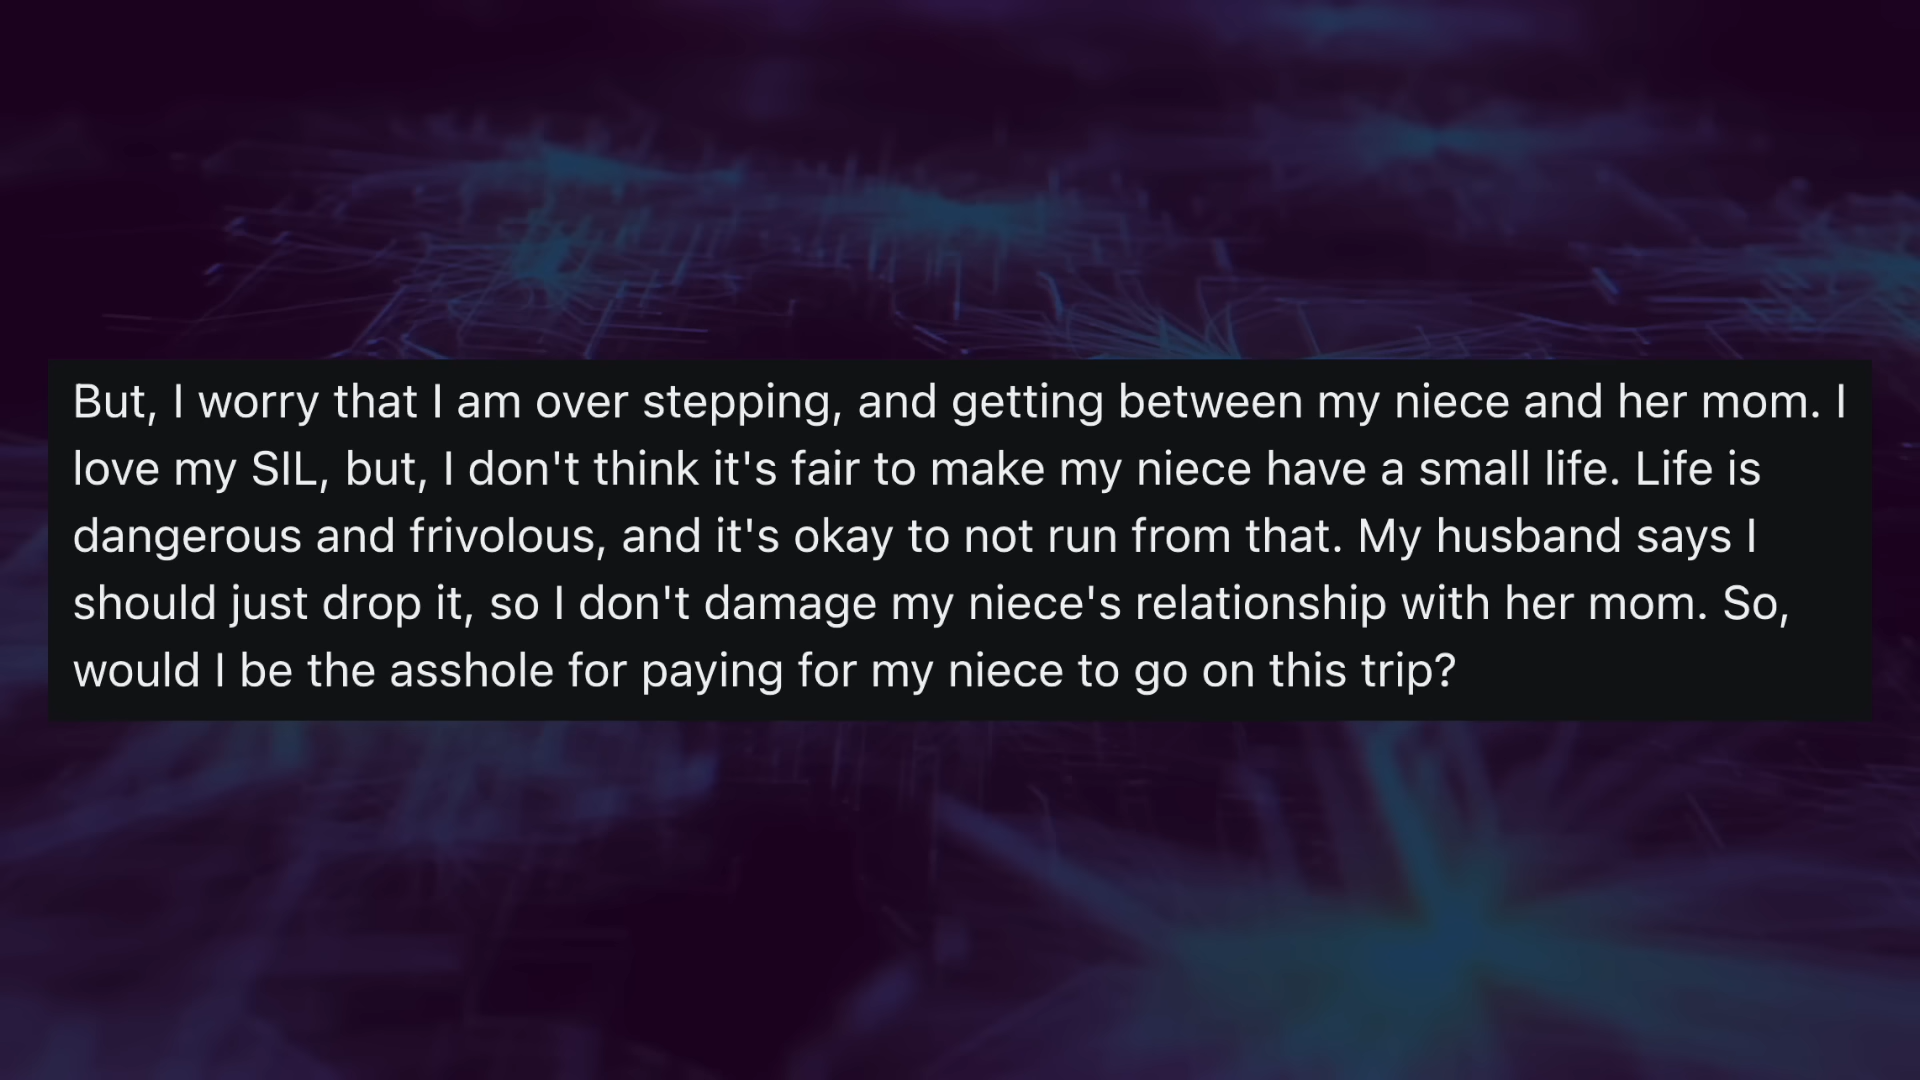 But, I worry that I am over stepping, and getting between my niece and her mom. I
love my SIL, but, I don't think it's fair to make my niece have a small life. Life is
dangerous and frivolous, and it's okay to not run from that. My husband says I
should just drop it, so I don't damage my niece's relationship with her mom. So,
would I be the asshole for paying for my niece to go on this trip?